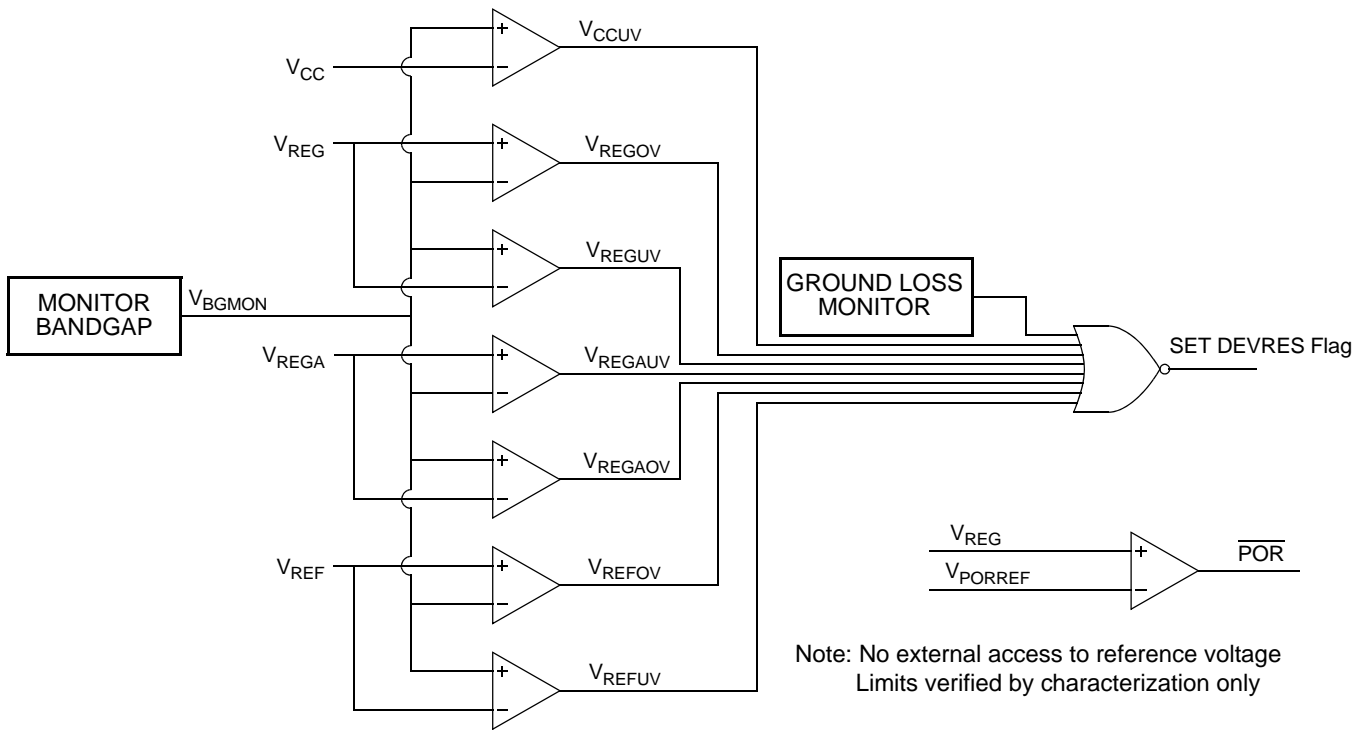 V_CC
+
−
V_CCUV
V_REG
+
−
V_REGOV
+
−
V_REGUV
MONITOR
BANDGAP
V_BGMON
GROUND LOSS
MONITOR
V_REGA
+
−
V_REGAUV
SET DEVRES Flag
+
−
V_REGAOV
V_REF
+
−
V_REFOV
+
−
V_REFUV
V_REG
V_PORREF
+
−
P̅O̅R̅
Note: No external access to reference voltage
Limits verified by characterization only